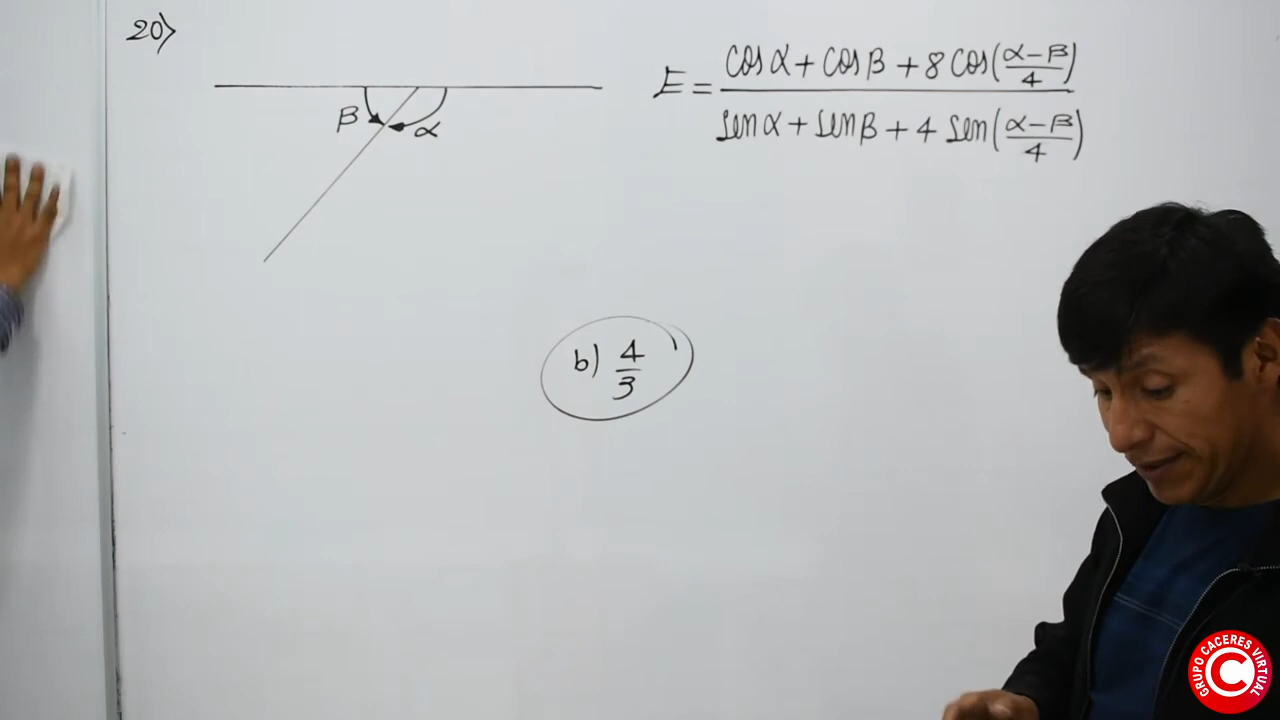 20)
β α
E = (cos α + cos β + 8 cos((α-β)/4)) / (sen α + sen β + 4 sen((α-β)/4))
b) 4/3
GRUPO CACERES VIRTUAL
C